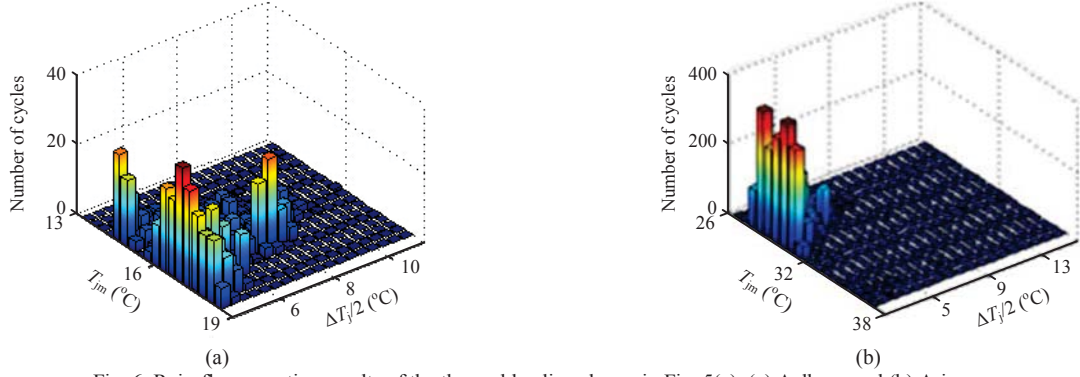 40
20
0
Number of cycles
13
16
19
Tjm (°C)
6
8
10
ΔTj/2 (°C)
(a)
400
200
0
Number of cycles
26
32
38
Tjm (°C)
5
9
13
ΔTj/2 (°C)
(b)